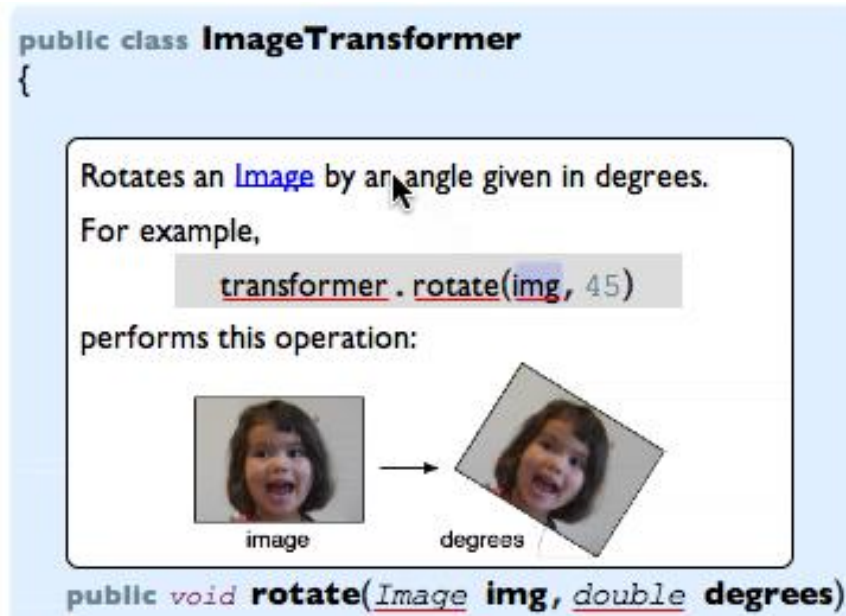 public class ImageTransformer
{
Rotates an Image by an angle given in degrees.
For example,
transformer . rotate(img, 45)
performs this operation:
image degrees
public void rotate(Image img, double degrees)